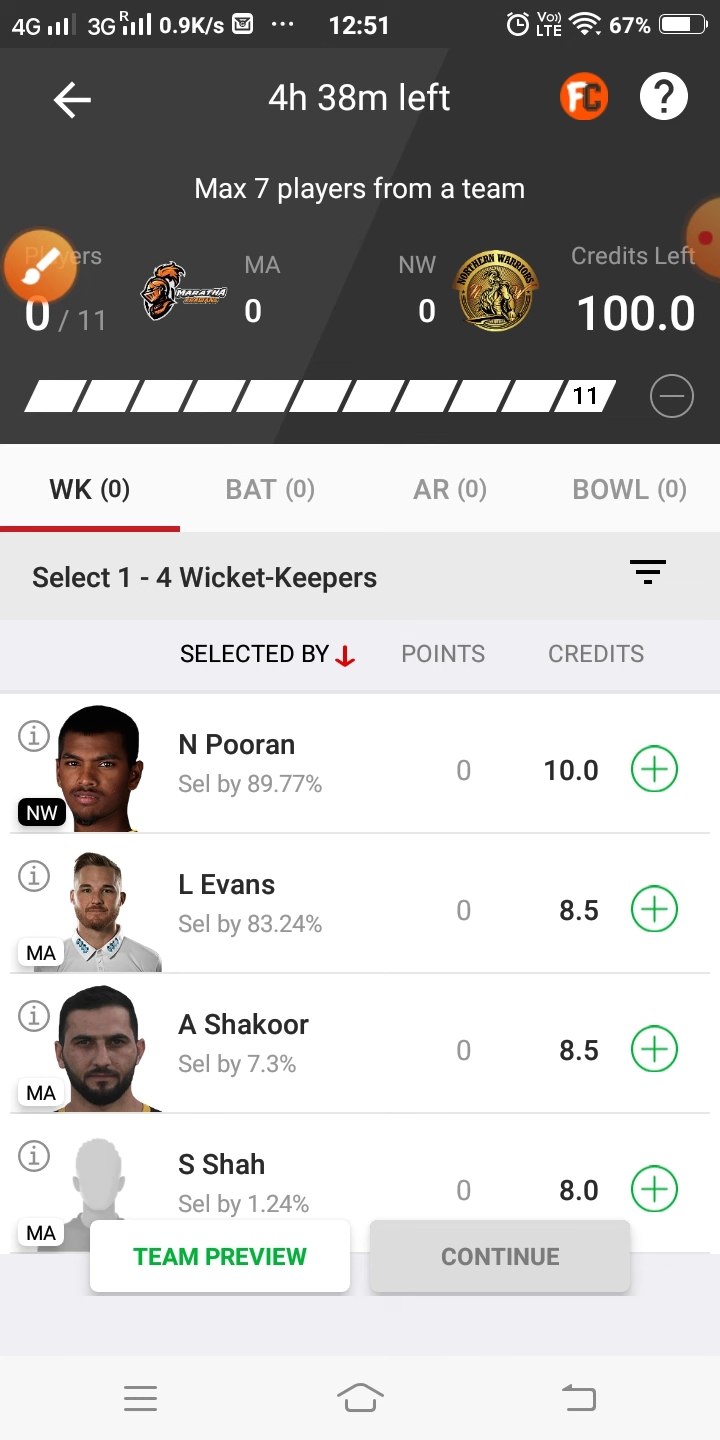 4G 3G R 0.9K/s ... 12:51 Vo) LTE 67%
4h 38m left FC ?
Max 7 players from a team
Players MA NW Credits Left
MARATHA NORTHERN WARRIORS
0 / 11 0 0 100.0
11
WK (0) BAT (0) AR (0) BOWL (0)
Select 1 - 4 Wicket-Keepers
SELECTED BY POINTS CREDITS
N Pooran
Sel by 89.77% 0 10.0
NW
L Evans
Sel by 83.24% 0 8.5
MA
A Shakoor
Sel by 7.3% 0 8.5
MA
S Shah
Sel by 1.24% 0 8.0
MA
TEAM PREVIEW CONTINUE